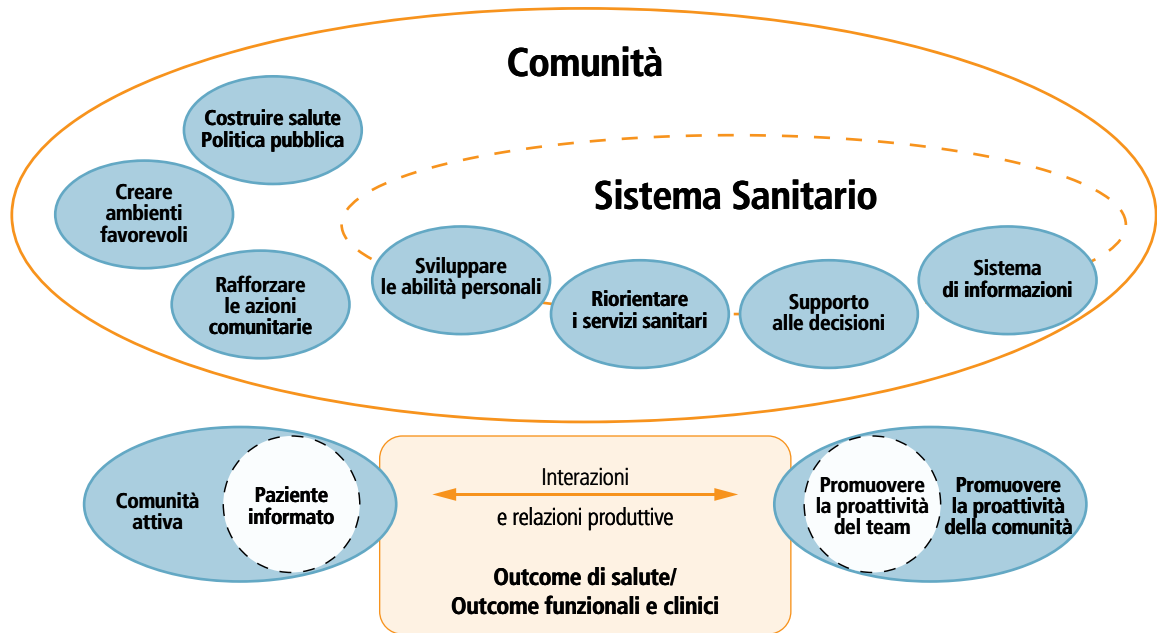 Comunità
Costruire salute
Politica pubblica
Creare
ambienti
favorevoli
Rafforzare
le azioni
comunitarie
Sistema Sanitario
Sviluppare
le abilità personali
Riorientare
i servizi sanitari
Supporto
alle decisioni
Sistema
di informazioni
Comunità
attiva
Paziente
informato
Interazioni
e relazioni produttive
Outcome di salute/
Outcome funzionali e clinici
Promuovere
la proattività
del team
Promuovere
la proattività
della comunità